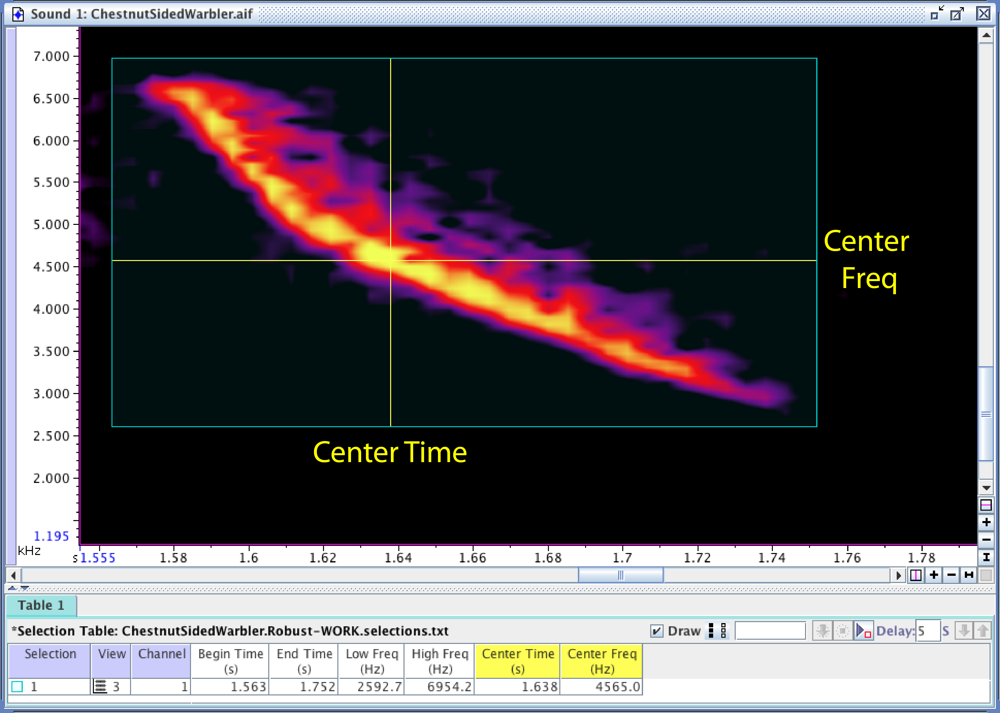 Sound 1: ChestnutSidedWarbler.aif
7.000
6.500
6.000
5.500
5.000
4.500
4.000
3.500
3.000
2.500
2.000
1.195
kHz
Center
Freq
Center Time
s 1.555 1.58 1.6 1.62 1.64 1.66 1.68 1.7 1.72 1.74 1.76 1.78
Table 1
*Selection Table: ChestnutSidedWarbler.Robust-WORK.selections.txt Draw Delay: 5 S
Selection View Channel Begin Time End Time Low Freq High Freq Center Time Center Freq
(s) (s) (Hz) (Hz) (s) (Hz)
1 3 1 1.563 1.752 2592.7 6954.2 1.638 4565.0